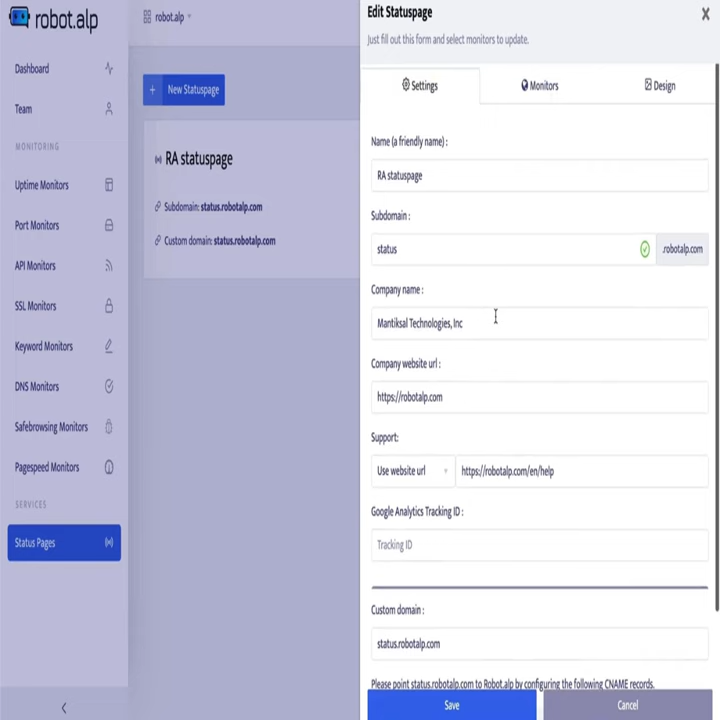 robot.alp
Dashboard
Team
MONITORING
Uptime Monitors
Port Monitors
API Monitors
SSL Monitors
Keyword Monitors
DNS Monitors
Safebrowsing Monitors
Pagespeed Monitors
SERVICES
Status Pages
robot.alp
+ New Statuspage
RA statuspage
Subdomain: status.robotalp.com
Custom domain: status.robotalp.com
Edit Statuspage
Just fill out this form and select monitors to update.
Settings
Monitors
Design
Name (a friendly name) :
RA statuspage
Subdomain :
status
.robotalp.com
Company name :
Mantiksal Technologies, Inc
Company website url :
https://robotalp.com
Support:
Use website url
https://robotalp.com/en/help
Google Analytics Tracking ID :
Tracking ID
Custom domain :
status.robotalp.com
Please point status.robotalp.com to Robot.alp by configuring the following CNAME records.
Save
Cancel